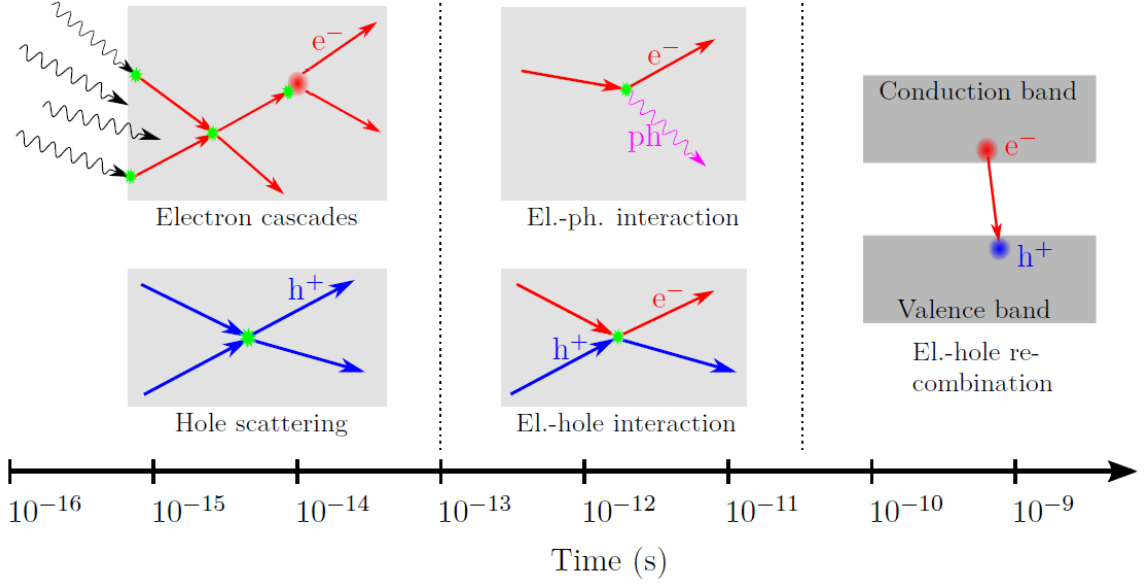 e⁻
Electron cascades
h⁺
Hole scattering
e⁻
ph
El.-ph. interaction
e⁻
h⁺
El.-hole interaction
Conduction band
e⁻
h⁺
Valence band
El.-hole re-
combination
10⁻¹⁶ 10⁻¹⁵ 10⁻¹⁴ 10⁻¹³ 10⁻¹² 10⁻¹¹ 10⁻¹⁰ 10⁻⁹
Time (s)